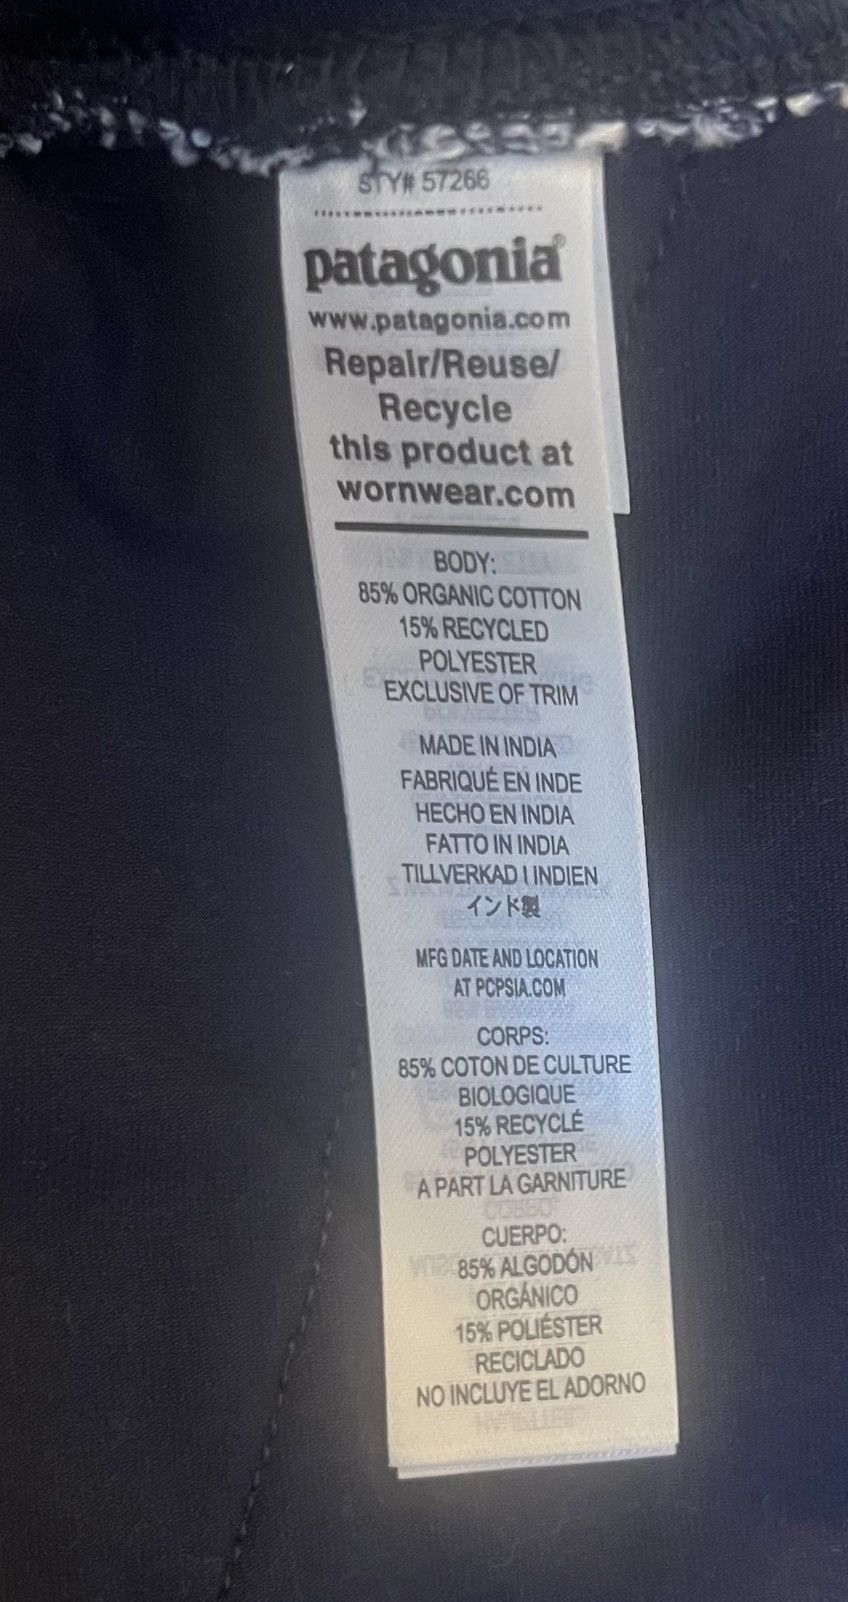 STY# 57266
patagonia®
www.patagonia.com
Repair/Reuse/
Recycle
this product at
wornwear.com
BODY:
85% ORGANIC COTTON
15% RECYCLED
POLYESTER
EXCLUSIVE OF TRIM
MADE IN INDIA
FABRIQUÉ EN INDE
HECHO EN INDIA
FATTO IN INDIA
TILLVERKAD I INDIEN
インド製
MFG DATE AND LOCATION
AT PCPSIA.COM
CORPS:
85% COTON DE CULTURE
BIOLOGIQUE
15% RECYCLÉ
POLYESTER
A PART LA GARNITURE
CUERPO:
85% ALGODÓN
ORGÁNICO
15% POLIÉSTER
RECICLADO
NO INCLUYE EL ADORNO